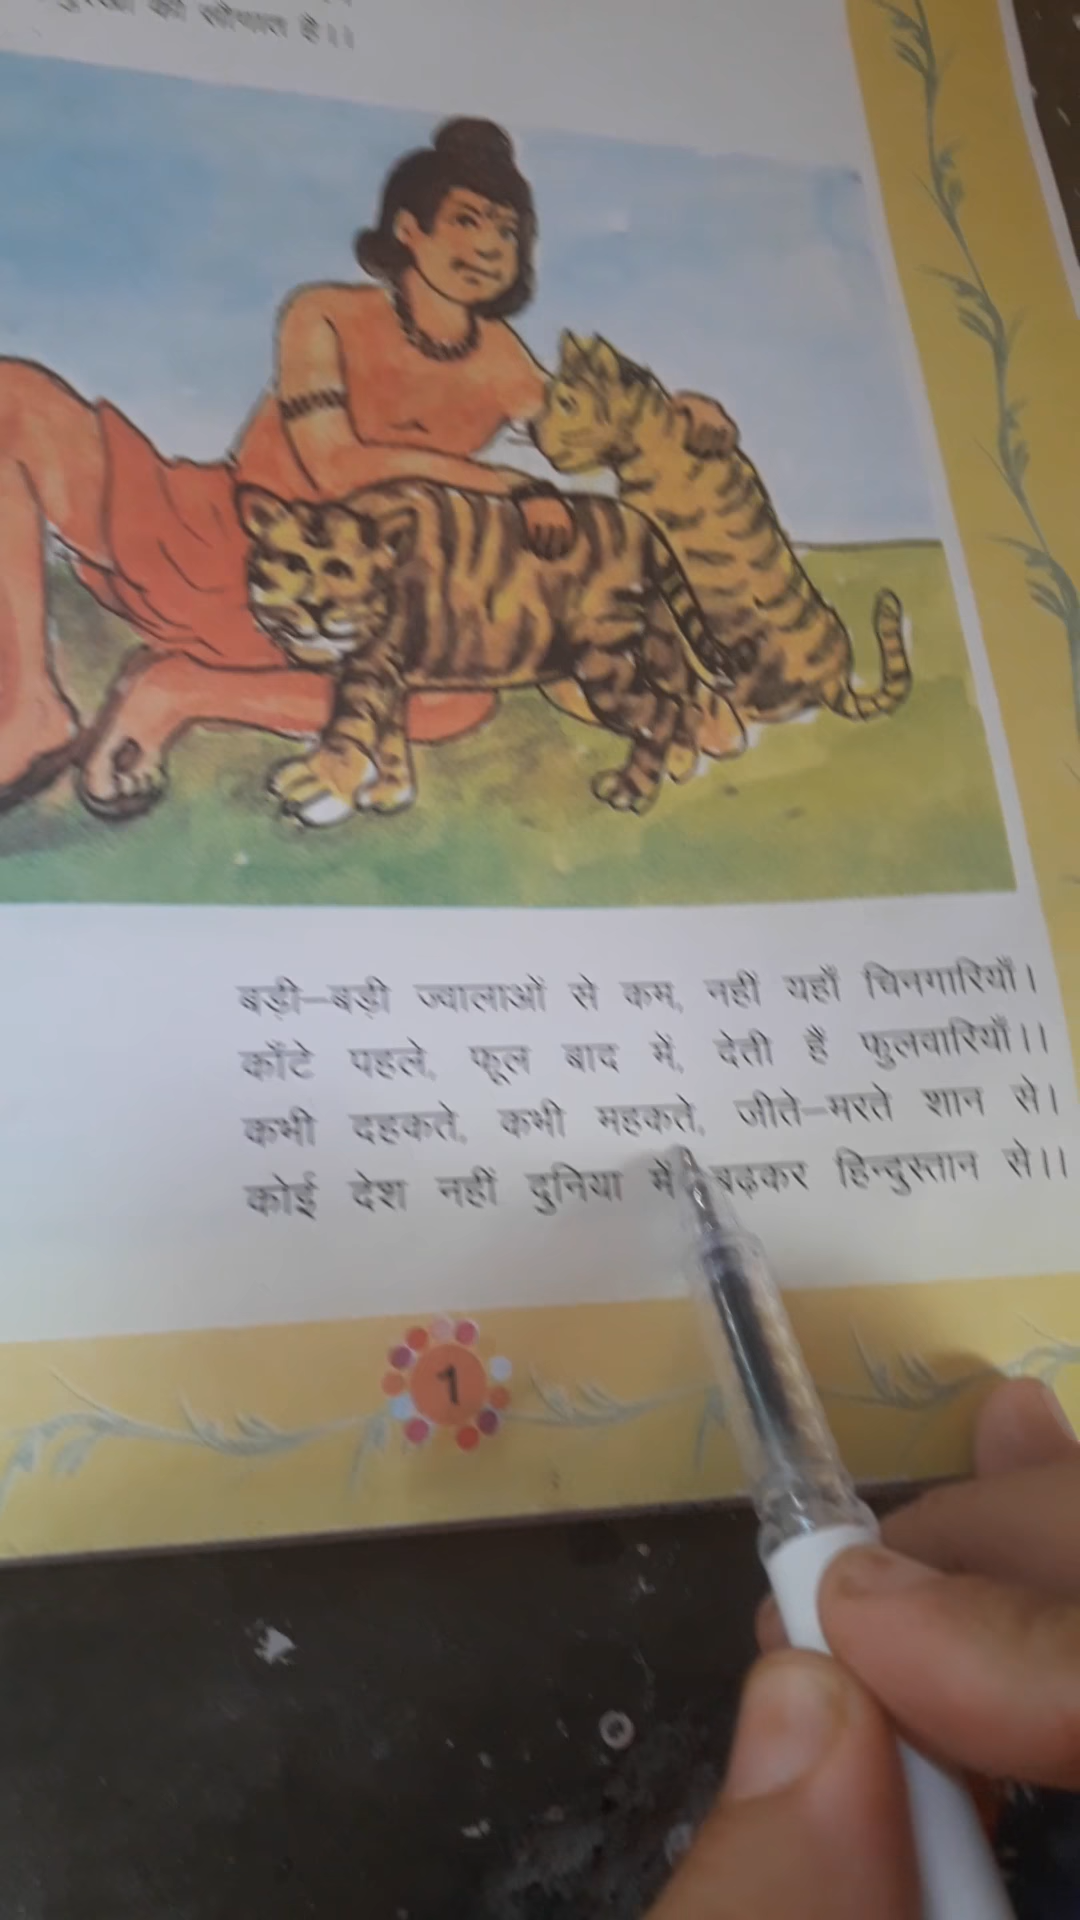 की सौगात है।।
बड़ी–बड़ी ज्वालाओं से कम, नहीं यहाँ चिनगारियाँ।
काँटे पहले, फूल बाद में, देती हैं फुलवारियाँ।।
कभी दहकते, कभी महकते, जीते–मरते शान से।
कोई देश नहीं दुनिया में बढ़कर हिन्दुस्तान से।।
1